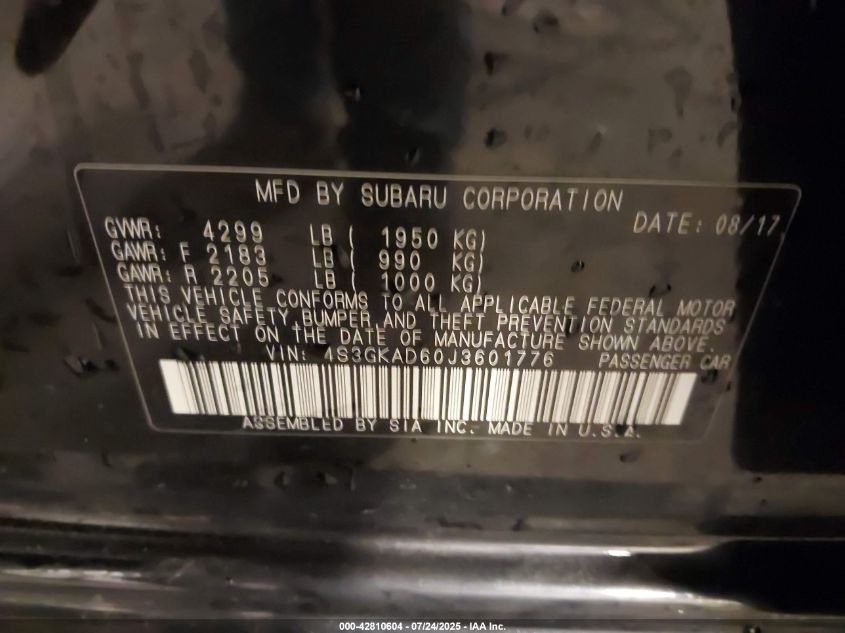 MFD BY SUBARU CORPORATION
DATE: 08/17
GVWR: 4299 LB ( 1950 KG)
GAWR: F 2183 LB ( 990 KG)
GAWR: R 2205 LB ( 1000 KG)
THIS VEHICLE CONFORMS TO ALL APPLICABLE FEDERAL MOTOR
VEHICLE SAFETY, BUMPER, AND THEFT PREVENTION STANDARDS
IN EFFECT ON THE DATE OF MANUFACTURE SHOWN ABOVE.
VIN: 4S3GKAD60J3601776 PASSENGER CAR
ASSEMBLED BY SIA INC. MADE IN U.S.A.
000-42810604 - 07/24/2025 - IAA Inc.